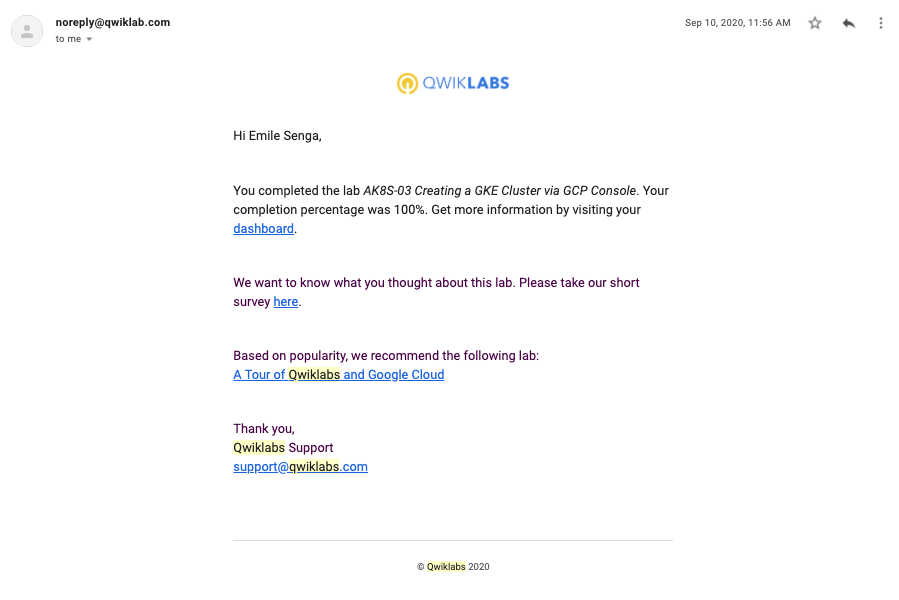 noreply@qwiklab.com
Sep 10, 2020, 11:56 AM
to me
QWIKLABS
Hi Emile Senga,
You completed the lab AK8S-03 Creating a GKE Cluster via GCP Console. Your
completion percentage was 100%. Get more information by visiting your
dashboard.
We want to know what you thought about this lab. Please take our short
survey here.
Based on popularity, we recommend the following lab:
A Tour of Qwiklabs and Google Cloud
Thank you,
Qwiklabs Support
support@qwiklabs.com
© Qwiklabs 2020